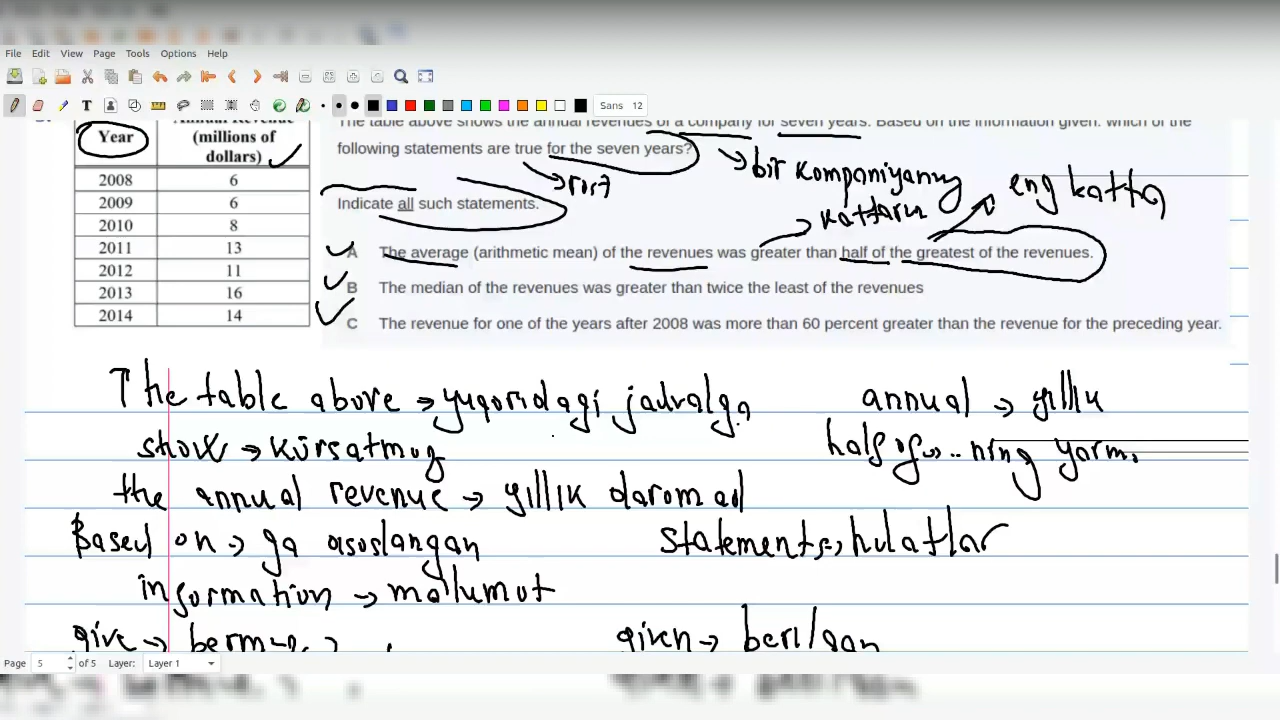 File Edit View Page Tools Options Help
T Sans 12
Year
Annual Revenue
(millions of
dollars)
2008 6
2009 6
2010 8
2011 13
2012 11
2013 16
2014 14
The table above shows the annual revenues of a company for seven years. Based on the information given, which of the
following statements are true for the seven years?
Indicate all such statements.
A The average (arithmetic mean) of the revenues was greater than half of the greatest of the revenues.
B The median of the revenues was greater than twice the least of the revenues
C The revenue for one of the years after 2008 was more than 60 percent greater than the revenue for the preceding year.
rost
bir kompaniyaning
kattaru
eng katta
The table above → yuqoridagi jadvalga
annual → yillik
show → kürsatmoq
half of → .. ning yarmi
the annual revenue → yillik daromad
Based on → ga asoslangan
statements → hulatlar
information → mallumot
give → bermoq
given → berilgan
Page 5 of 5 Layer: Layer 1